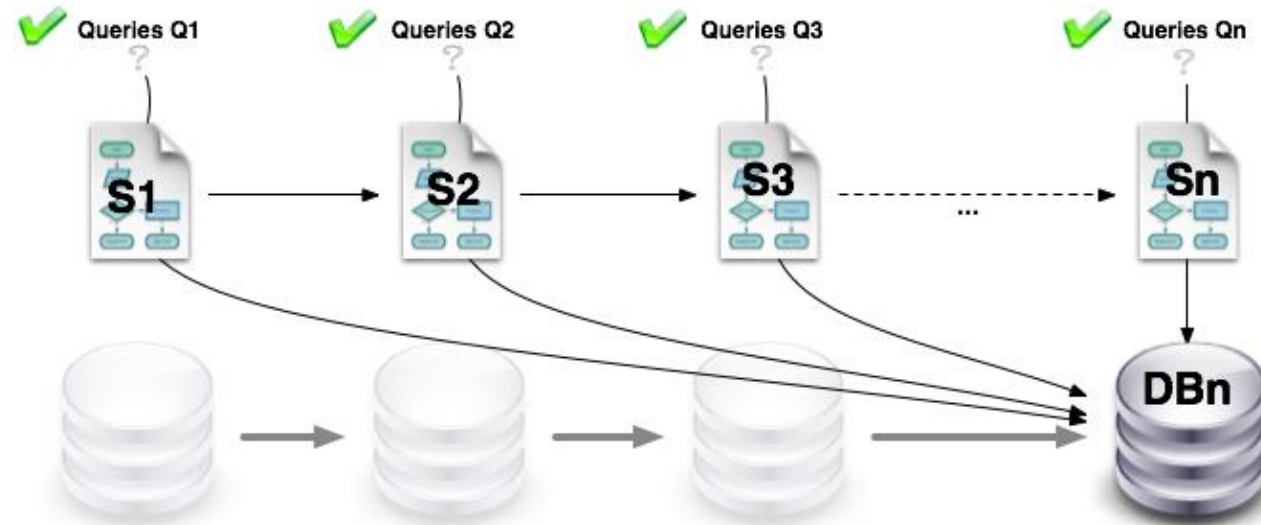 Queries Q1
Queries Q2
Queries Q3
Queries Qn
?
?
?
?
S1
S2
S3
...
Sn
DBn